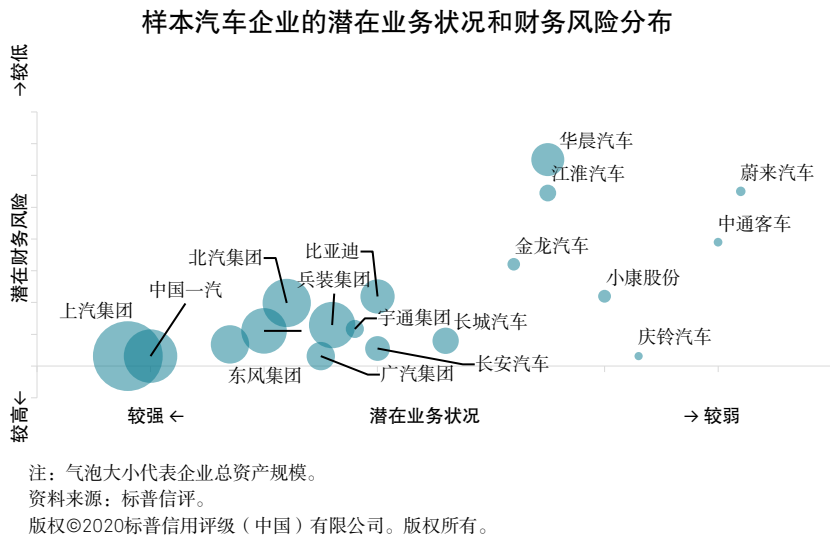 样本汽车企业的潜在业务状况和财务风险分布
→较低
潜在财务风险
较高←
华晨汽车
江淮汽车
蔚来汽车
中通客车
金龙汽车
北汽集团
比亚迪
兵装集团
小康股份
中国一汽
上汽集团
宇通集团
长城汽车
庆铃汽车
东风集团
广汽集团
长安汽车
较强 ←
潜在业务状况
→ 较弱
注：气泡大小代表企业总资产规模。
资料来源：标普信评。
版权©2020标普信用评级（中国）有限公司。版权所有。